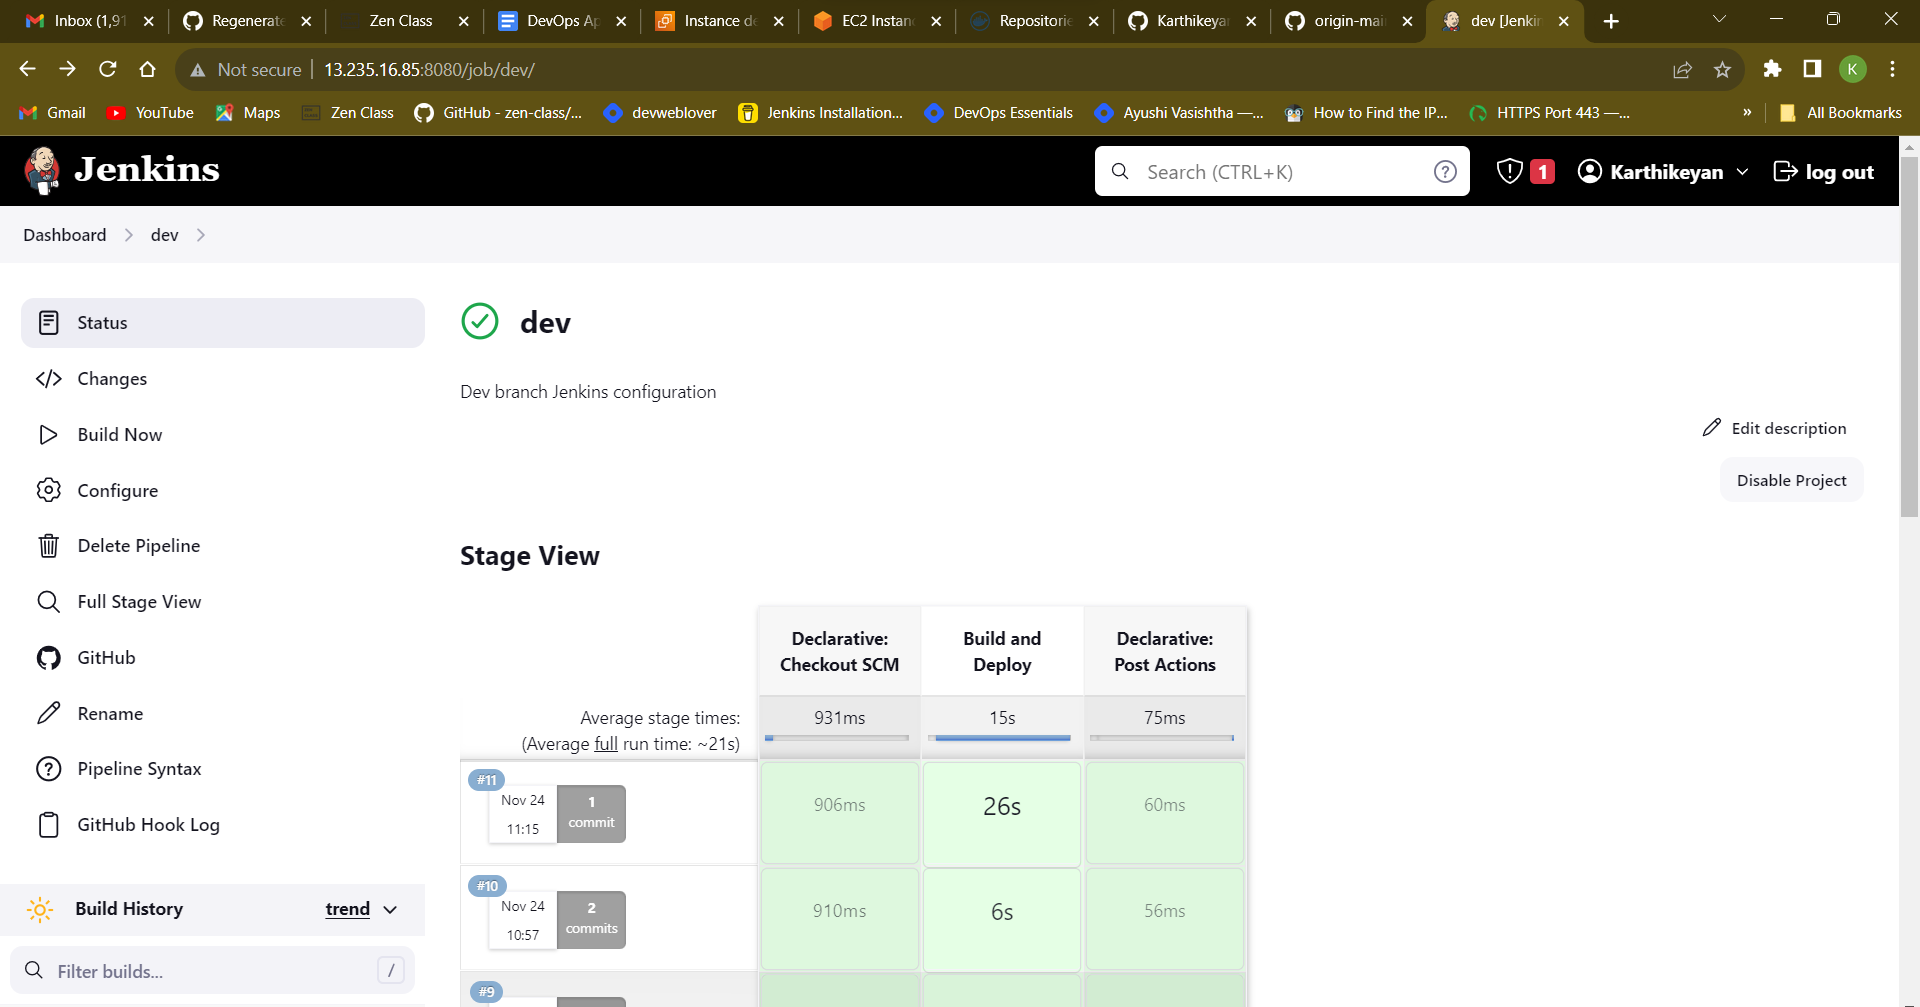 Inbox (1,91
Regenerate
Zen Class
DevOps Ap
Instance de
EC2 Instanc
Repositorie
Karthikeyan
origin-main
dev [Jenkin
Not secure
13.235.16.85:8080/job/dev/
K
Gmail
YouTube
Maps
Zen Class
GitHub - zen-class/...
devweblover
Jenkins Installation...
DevOps Essentials
Ayushi Vasishtha —...
How to Find the IP...
HTTPS Port 443 —...
»
All Bookmarks
Jenkins
Search (CTRL+K)
?
1
Karthikeyan
log out
Dashboard
dev
Status
Changes
Build Now
Configure
Delete Pipeline
Full Stage View
GitHub
Rename
Pipeline Syntax
GitHub Hook Log
Build History
trend
Filter builds...
/
dev
Dev branch Jenkins configuration
Edit description
Disable Project
Stage View
Declarative:
Checkout SCM
Build and
Deploy
Declarative:
Post Actions
Average stage times:
(Average full run time: ~21s)
931ms
15s
75ms
#11
Nov 24
11:15
1
commit
906ms
26s
60ms
#10
Nov 24
10:57
2
commits
910ms
6s
56ms
#9